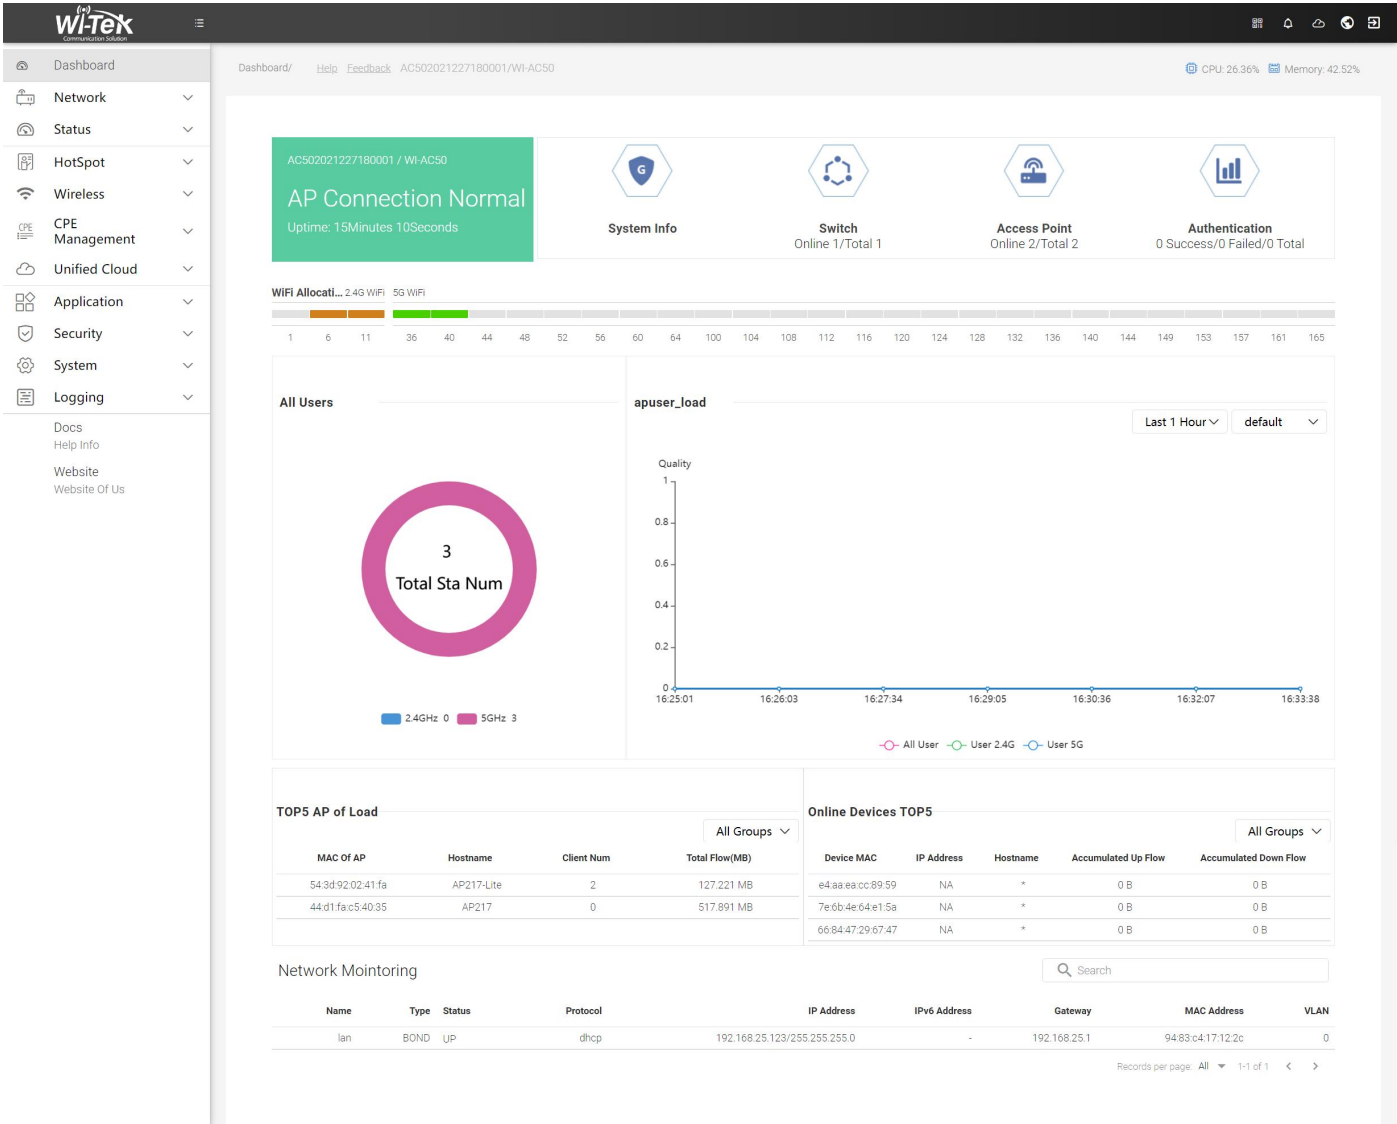 Wi-Tek
Communication Solution
Dashboard
Network
Status
HotSpot
Wireless
CPE
CPE
Management
Unified Cloud
Application
Security
System
Logging
Docs
Help Info
Website
Website Of Us
Dashboard/ Help Feedback AC502021227180001/WI-AC50
CPU: 26.36% Memory: 42.52%
AC502021227180001 / WI-AC50
AP Connection Normal
Uptime: 15Minutes 10Seconds
G
System Info
Switch
Online 1/Total 1
Access Point
Online 2/Total 2
Authentication
0 Success/0 Failed/0 Total
WiFi Allocati... 2.4G WiFi 5G WiFi
1 6 11 36 40 44 48 52 56 60 64 100 104 108 112 116 120 124 128 132 136 140 144 149 153 157 161 165
All Users
3
Total Sta Num
2.4GHz 0 5GHz 3
apuser_load
Last 1 Hour default
Quality
1
0.8
0.6
0.4
0.2
0
16:25:01 16:26:03 16:27:34 16:29:05 16:30:36 16:32:07 16:33:38
All User User 2.4G User 5G
TOP5 AP of Load
All Groups
MAC Of AP Hostname Client Num Total Flow(MB)
54:3d:92:02:41:fa AP217-Lite 2 127.221 MB
44:d1:fa:c5:40:35 AP217 0 517.891 MB
Online Devices TOP5
All Groups
Device MAC IP Address Hostname Accumulated Up Flow Accumulated Down Flow
e4:aa:ea:cc:89:59 NA * 0 B 0 B
7e:6b:4e:64:e1:5a NA * 0 B 0 B
66:84:47:29:67:47 NA * 0 B 0 B
Network Mointoring
Search
Name Type Status Protocol IP Address IPv6 Address Gateway MAC Address VLAN
lan BOND UP dhcp 192.168.25.123/255.255.255.0 - 192.168.25.1 94:83:c4:17:12:2c 0
Records per page: All 1-1 of 1